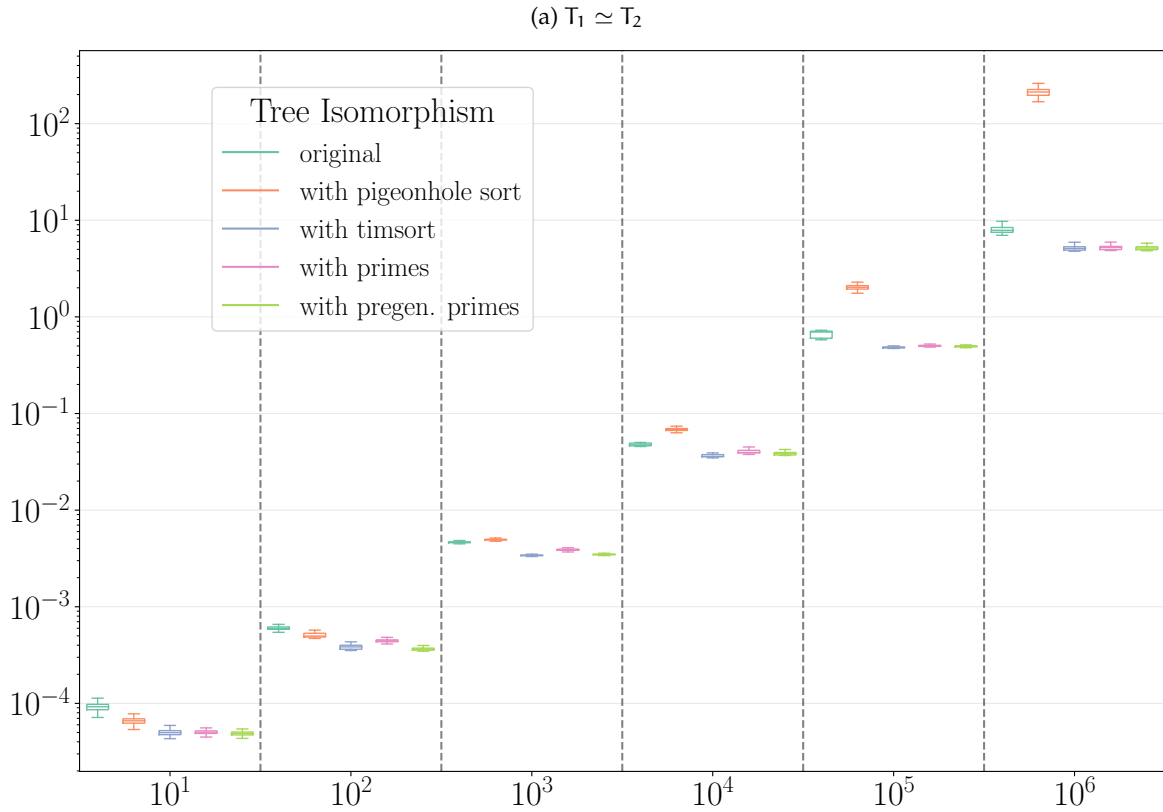 (a) T₁ ≃ T₂
Tree Isomorphism
original
with pigeonhole sort
with timsort
with primes
with pregen. primes
10²
10¹
10⁰
10⁻¹
10⁻²
10⁻³
10⁻⁴
10¹ 10² 10³ 10⁴ 10⁵ 10⁶